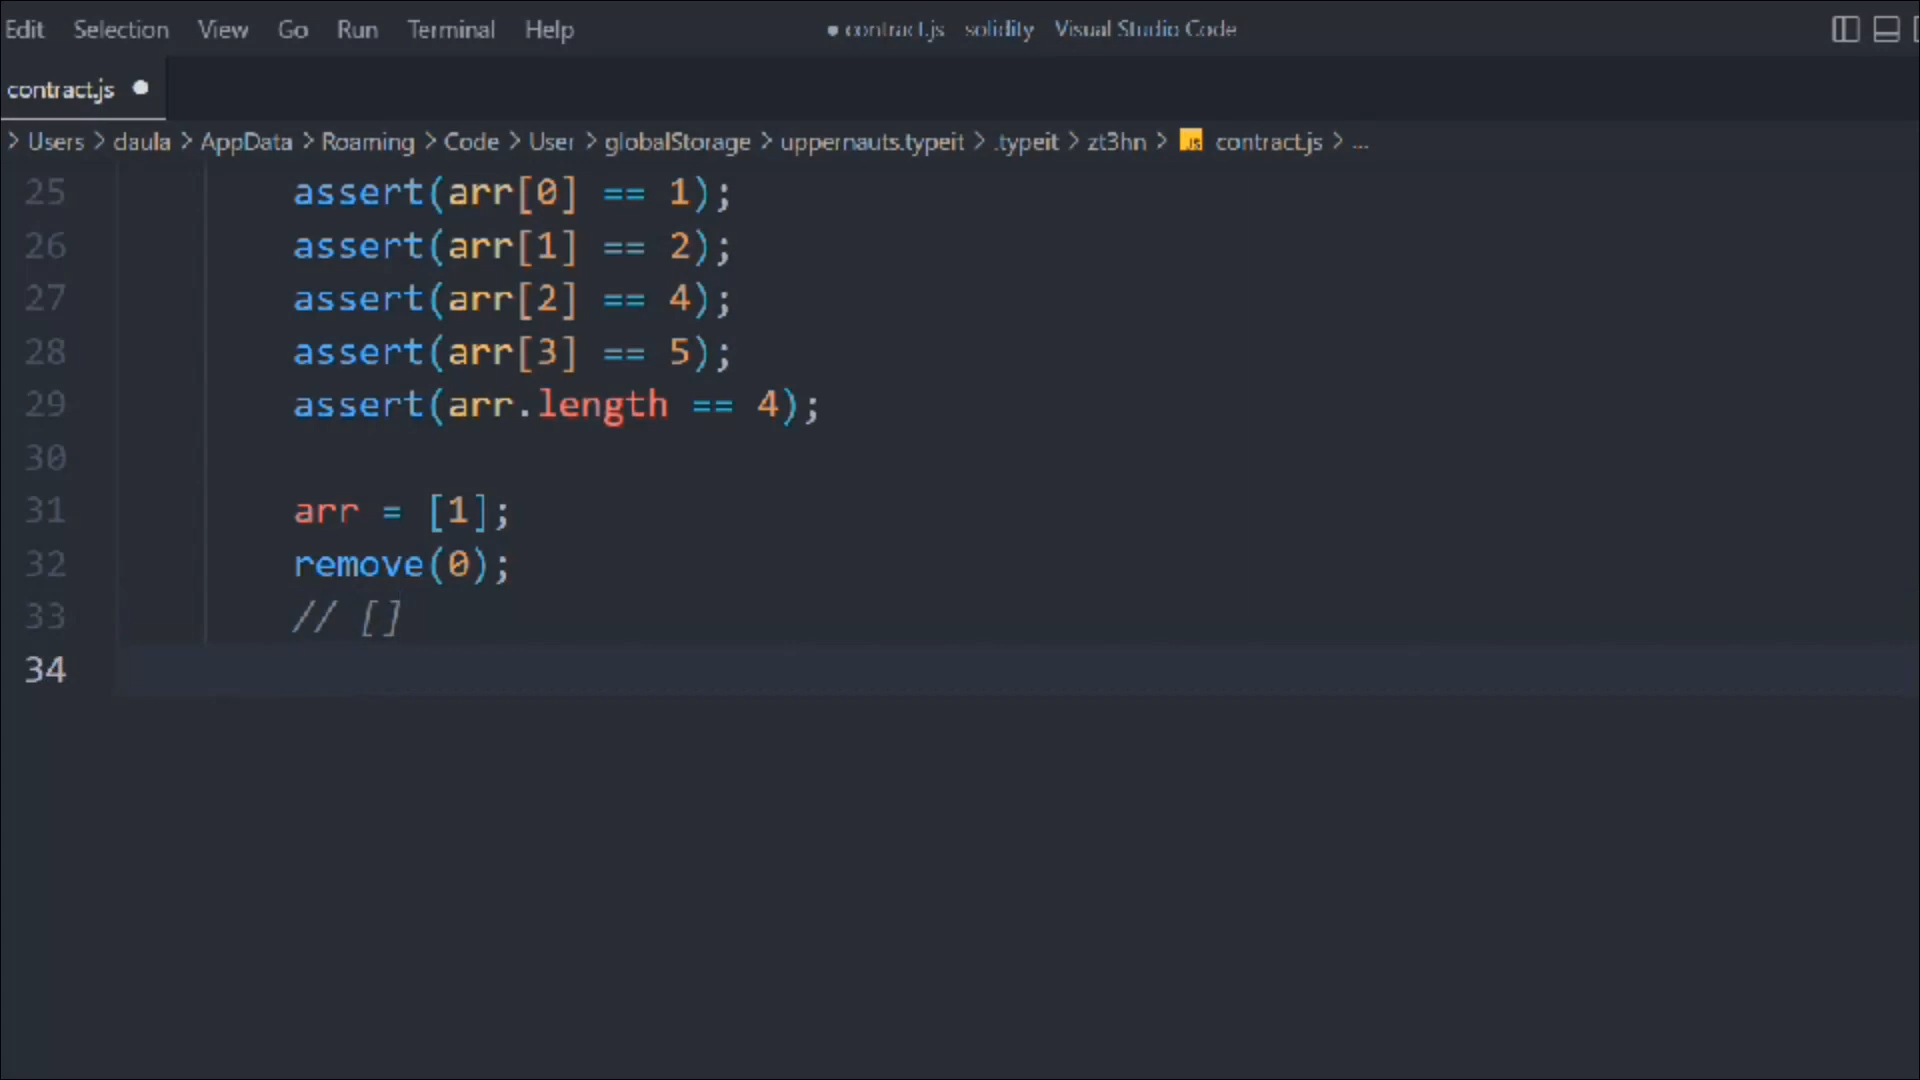 Edit Selection View Go Run Terminal Help ● contract.js solidity Visual Studio Code
contract.js ●
> Users > daula > AppData > Roaming > Code > User > globalStorage > uppernauts.typeit > .typeit > zt3hn > JS contract.js > ...
25 assert(arr[0] == 1);
26 assert(arr[1] == 2);
27 assert(arr[2] == 4);
28 assert(arr[3] == 5);
29 assert(arr.length == 4);
30
31 arr = [1];
32 remove(0);
33 // []
34